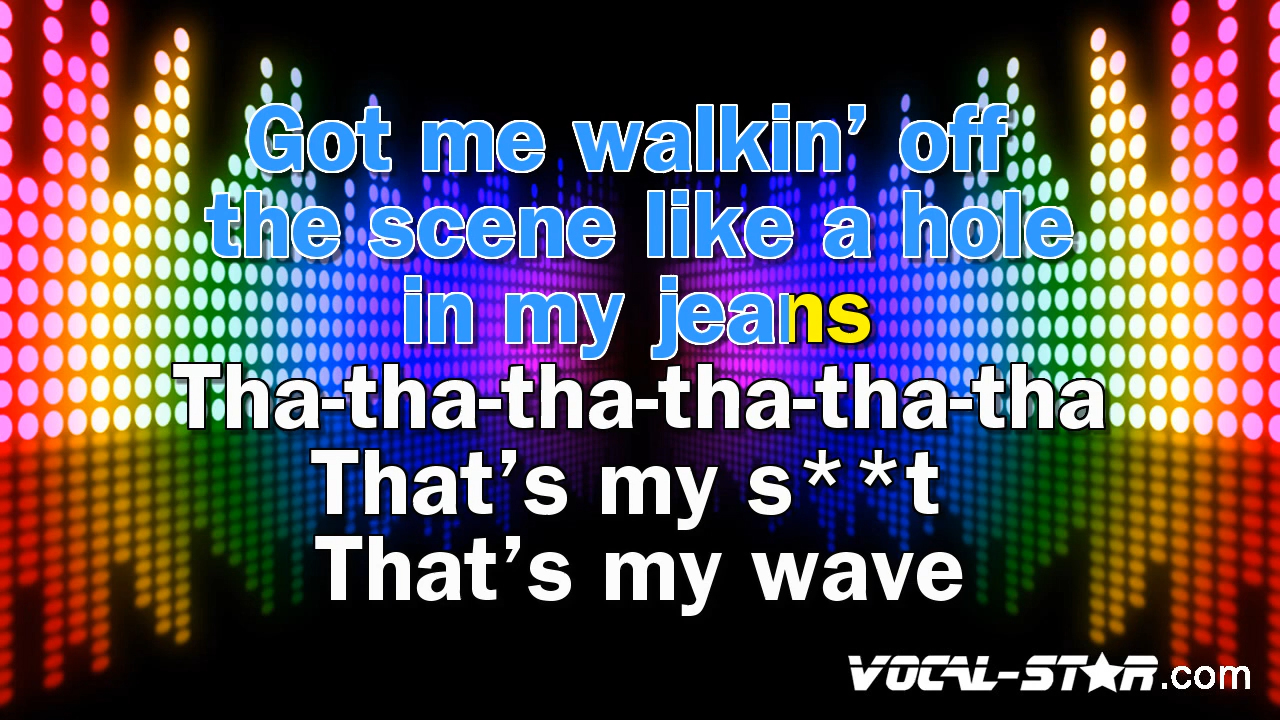 Got me walkin’ off
the scene like a hole
in my jeans
Tha-tha-tha-tha-tha-tha
That’s my s**t
That’s my wave
VOCAL-STAR.com